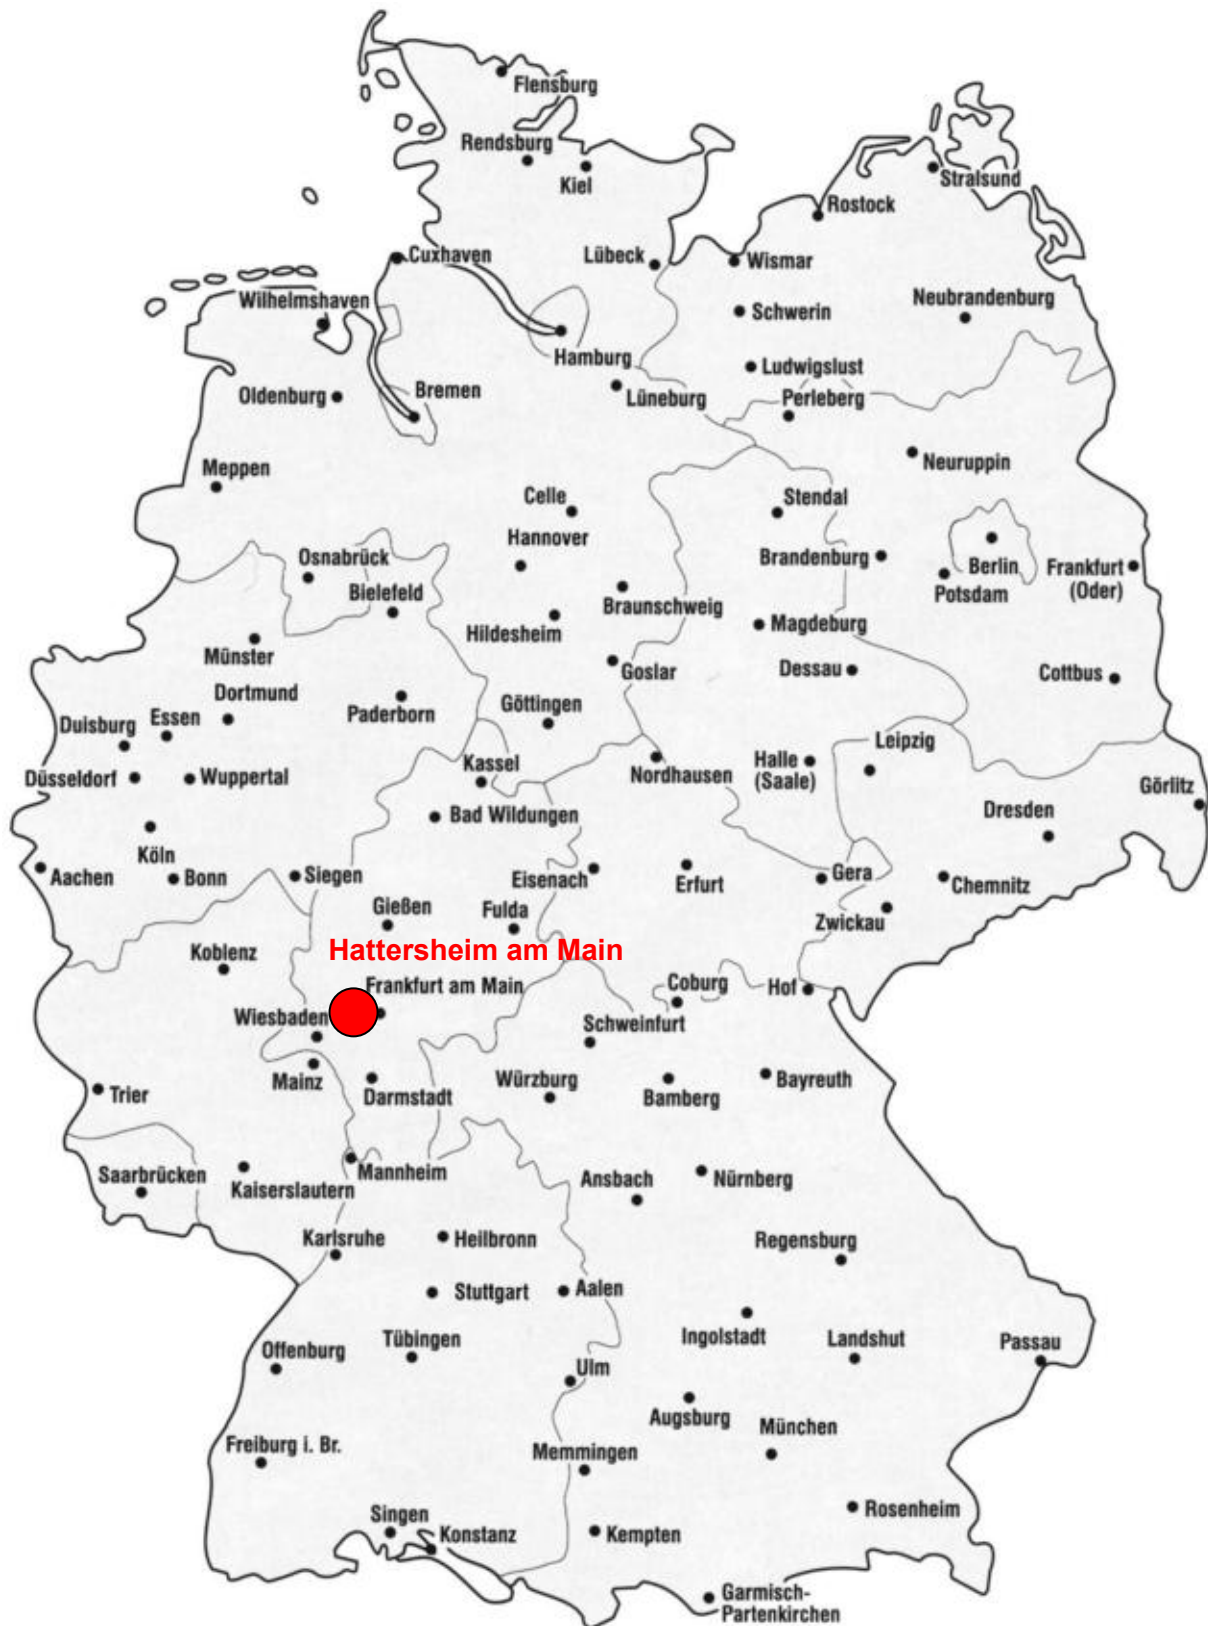 Flensburg
Rendsburg
Kiel
Stralsund
Rostock
Cuxhaven
Lübeck
Wismar
Wilhelmshaven
Schwerin
Neubrandenburg
Hamburg
Ludwigslust
Oldenburg
Bremen
Lüneburg
Perleberg
Meppen
Neuruppin
Celle
Stendal
Hannover
Osnabrück
Brandenburg
Berlin
Frankfurt
(Oder)
Potsdam
Bielefeld
Braunschweig
Hildesheim
Magdeburg
Münster
Goslar
Dessau
Cottbus
Dortmund
Paderborn
Göttingen
Duisburg
Essen
Leipzig
Düsseldorf
Wuppertal
Kassel
Nordhausen
Halle
(Saale)
Görlitz
Bad Wildungen
Dresden
Köln
Aachen
Bonn
Siegen
Eisenach
Erfurt
Gera
Chemnitz
Gießen
Fulda
Zwickau
Hattersheim am Main
Koblenz
Frankfurt am Main
Coburg
Hof
Wiesbaden
Schweinfurt
Mainz
Darmstadt
Würzburg
Bamberg
Bayreuth
Trier
Saarbrücken
Kaiserslautern
Mannheim
Ansbach
Nürnberg
Karlsruhe
Heilbronn
Regensburg
Stuttgart
Aalen
Offenburg
Tübingen
Ingolstadt
Landshut
Passau
Ulm
Augsburg
München
Freiburg i. Br.
Memmingen
Singen
Konstanz
Kempten
Rosenheim
Garmisch-
Partenkirchen